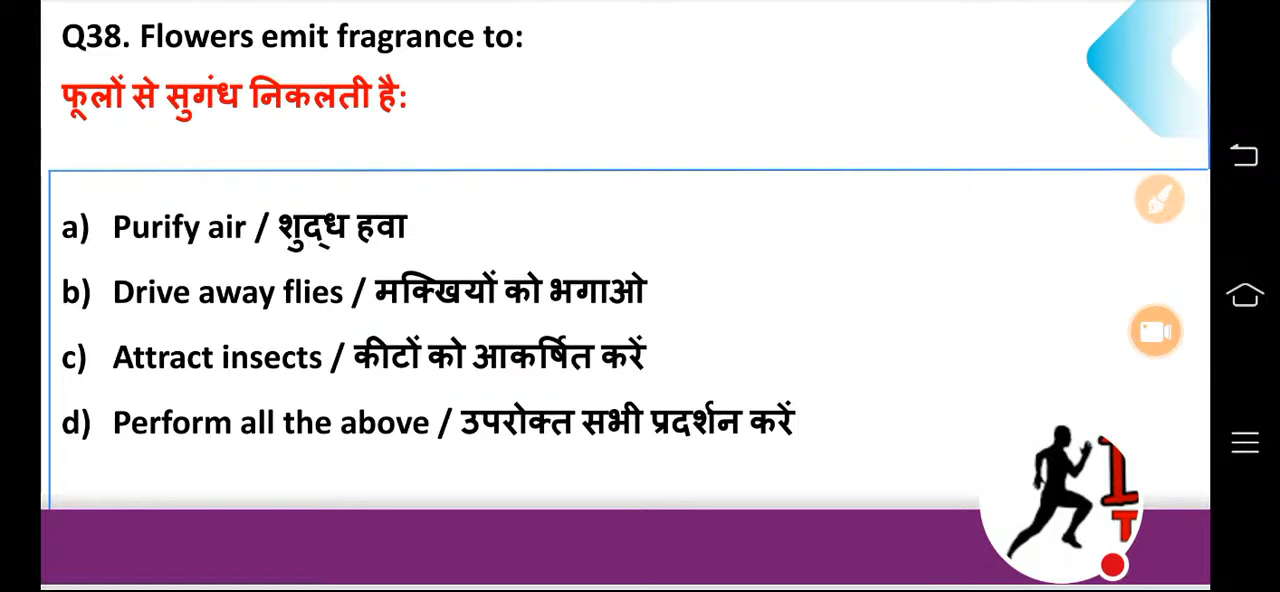 Q38. Flowers emit fragrance to:
फूलों से सुगंध निकलती है:
a) Purify air / शुद्ध हवा
b) Drive away flies / मक्खियों को भगाओ
c) Attract insects / कीटों को आकर्षित करें
d) Perform all the above / उपरोक्त सभी प्रदर्शन करें